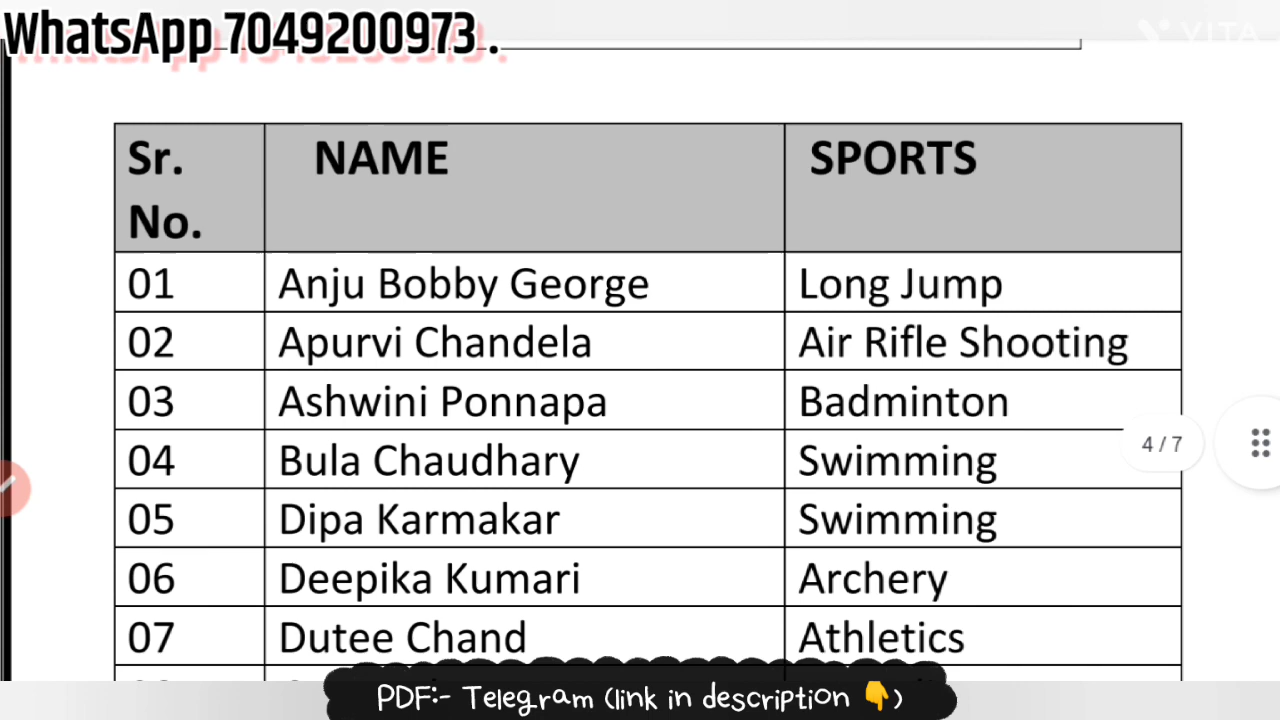 WhatsApp 7049200973 .
VITA
Sr. No. NAME SPORTS
01 Anju Bobby George Long Jump
02 Apurvi Chandela Air Rifle Shooting
03 Ashwini Ponnapa Badminton
04 Bula Chaudhary Swimming
05 Dipa Karmakar Swimming
06 Deepika Kumari Archery
07 Dutee Chand Athletics
4 / 7
PDF:- Telegram (link in description 👇)